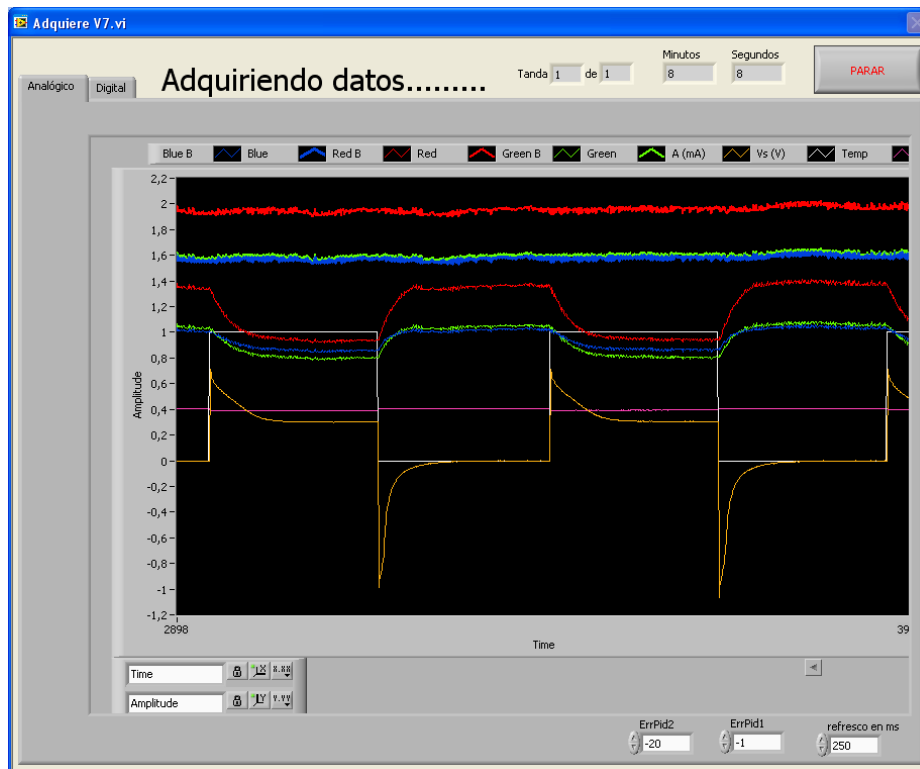 Adquiere V7.vi
Analógico Digital
Adquiriendo datos.........
Tanda 1 de 1
Minutos Segundos
8 8
PARAR
Blue B Blue Red B Red Green B Green A (mA) Vs (V) Temp
2,2
2
1,8
1,6
1,4
1,2
1
0,8
0,6
0,4
0,2
0
-0,2
-0,4
-0,6
-0,8
-1
-1,2
Amplitude
2898 39
Time
Time X X.XX
Amplitude Y Y.YY
ErrPid2 ErrPid1 refresco en ms
-20 -1 250